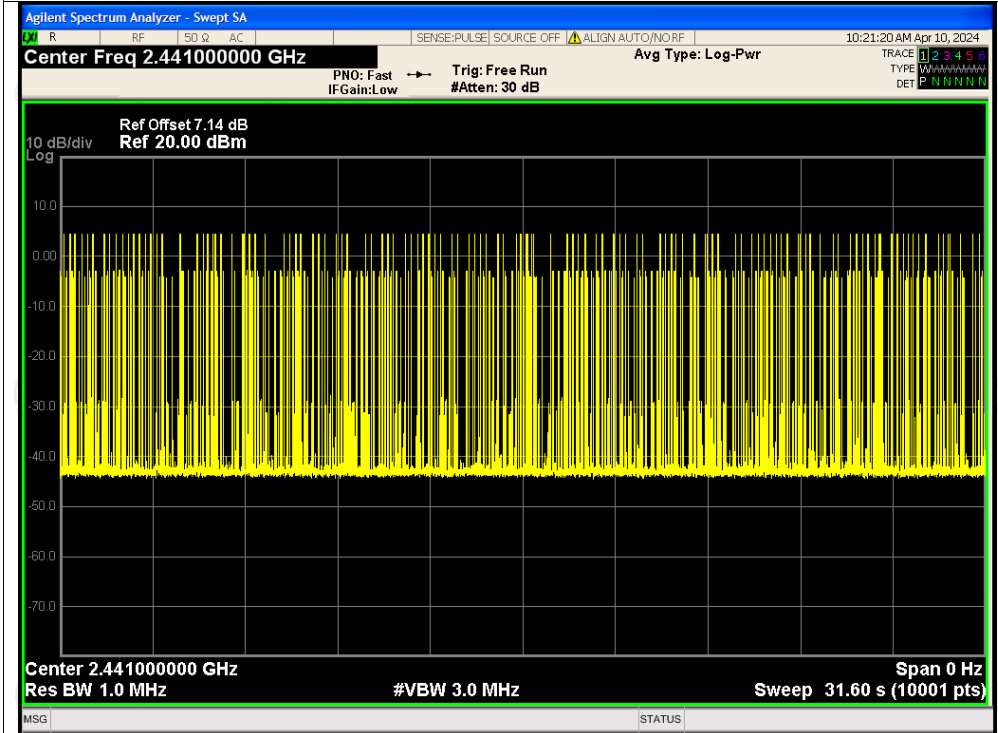 Agilent Spectrum Analyzer - Swept SA
LXI R RF 50 Ω AC SENSE:PULSE SOURCE OFF ALIGN AUTO/NO RF 10:21:20 AM Apr 10, 2024
Center Freq 2.441000000 GHz
Avg Type: Log-Pwr
TRACE 1 2 3 4 5 6
PNO: Fast Trig: Free Run
TYPE W
IFGain:Low #Atten: 30 dB
DET P N N N N N
Ref Offset 7.14 dB
10 dB/div Ref 20.00 dBm
Log
10.0
0.00
-10.0
-20.0
-30.0
-40.0
-50.0
-60.0
-70.0
Center 2.441000000 GHz Span 0 Hz
Res BW 1.0 MHz #VBW 3.0 MHz Sweep 31.60 s (10001 pts)
MSG STATUS